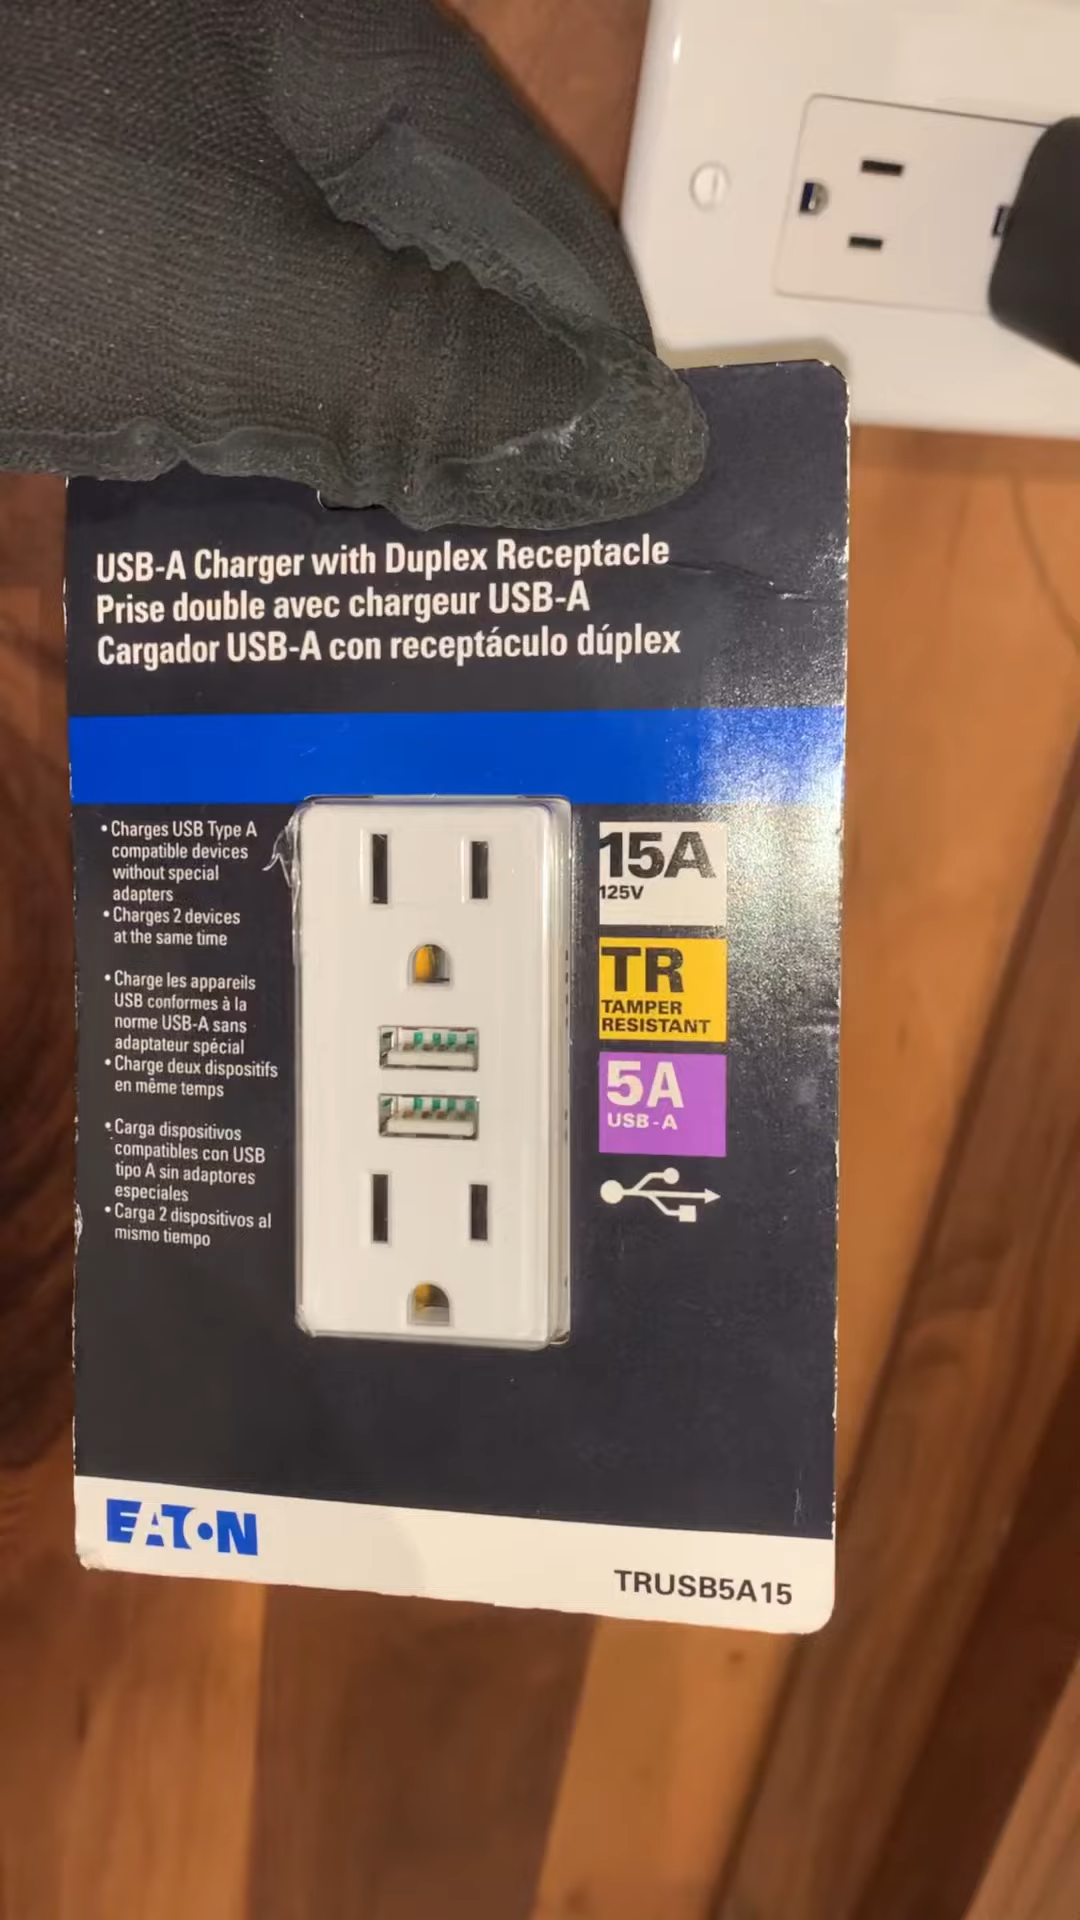 USB-A Charger with Duplex Receptacle
Prise double avec chargeur USB-A
Cargador USB-A con receptáculo dúplex
• Charges USB Type A
compatible devices
without special
adapters
• Charges 2 devices
at the same time
• Charge les appareils
USB conformes à la
norme USB-A sans
adaptateur spécial
• Charge deux dispositifs
en même temps
• Carga dispositivos
compatibles con USB
tipo A sin adaptores
especiales
• Carga 2 dispositivos al
mismo tiempo
15A
125V
TR
TAMPER
RESISTANT
5A
USB-A
EATON
TRUSB5A15